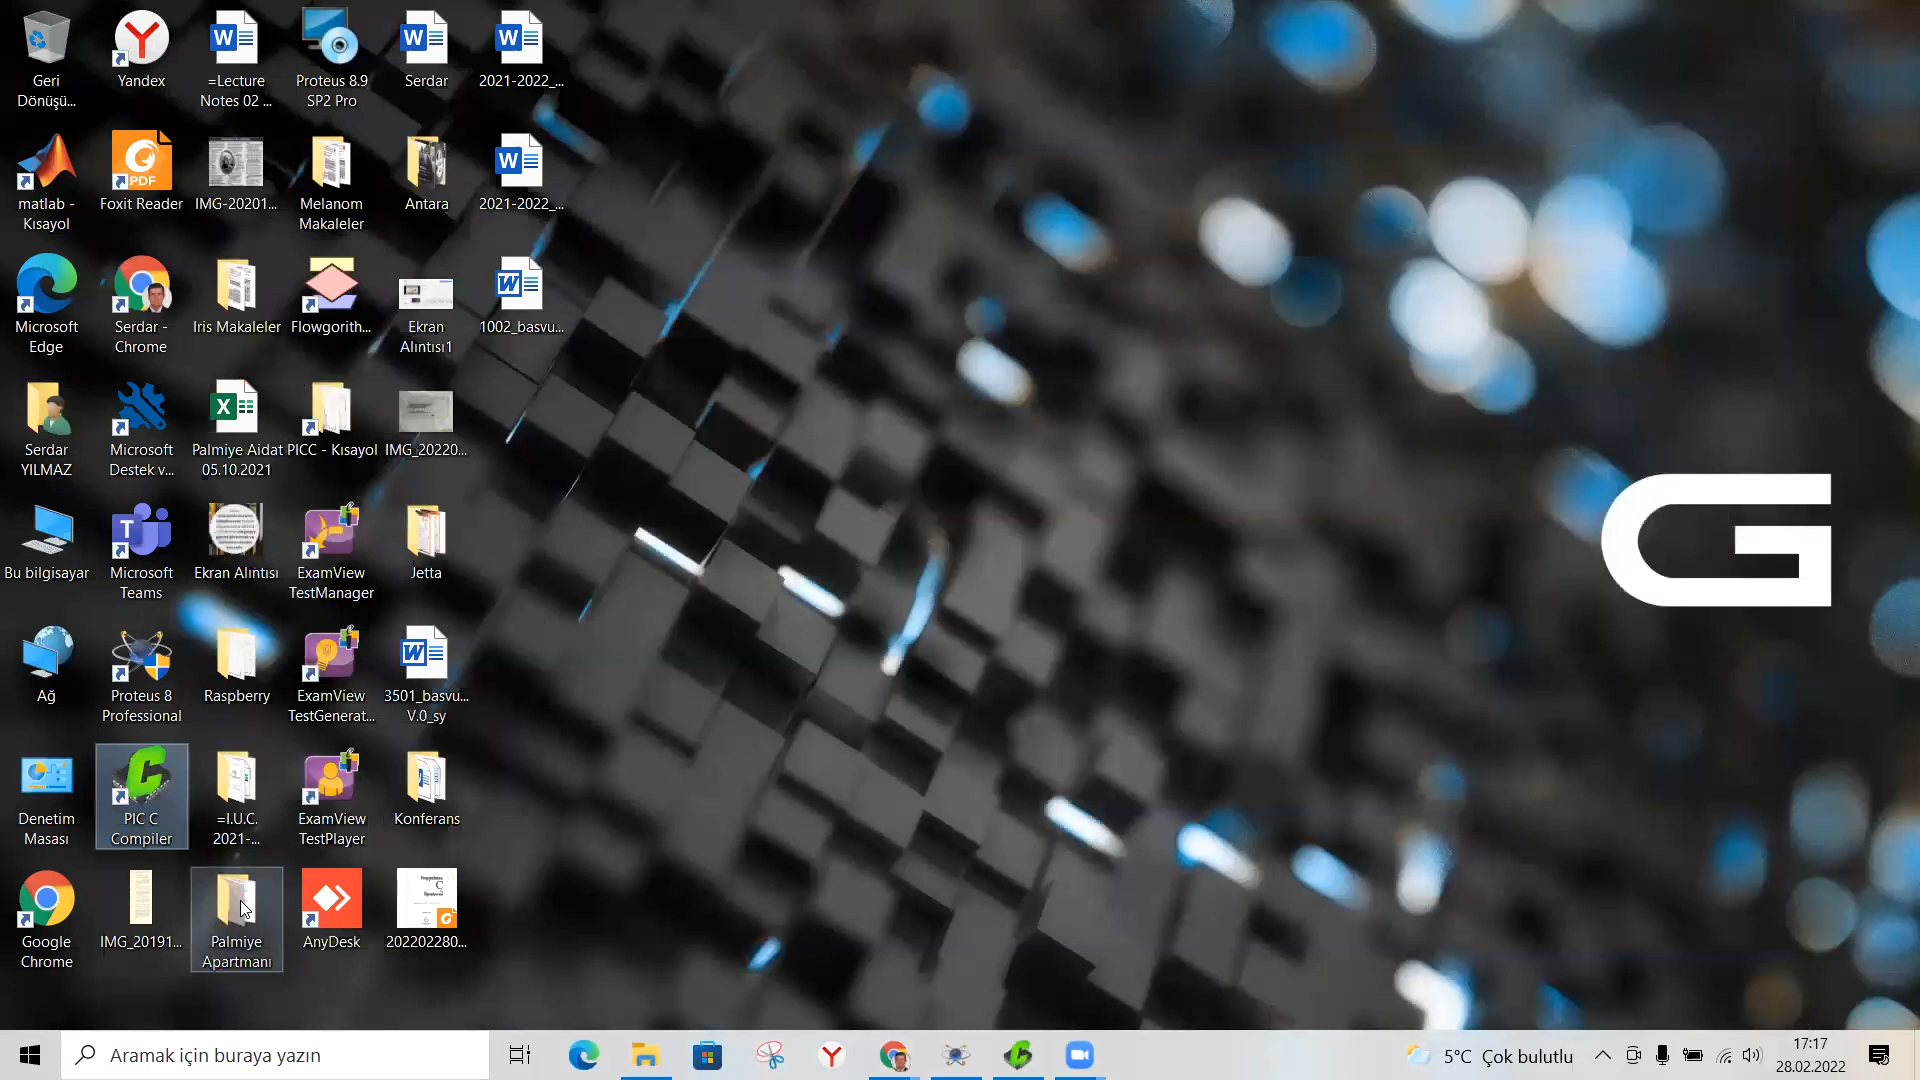 Geri
Dönüşü...
Yandex
=Lecture
Notes 02 ...
Proteus 8.9
SP2 Pro
Serdar
2021-2022_...
matlab -
Kısayol
Foxit Reader
IMG-20201...
Melanom
Makaleler
Antara
2021-2022_...
Microsoft
Edge
Serdar -
Chrome
Iris Makaleler
Flowgorith...
Ekran
Alıntısı1
1002_basvu...
Serdar
YILMAZ
Microsoft
Destek v...
Palmiye Aidat
05.10.2021
PICC - Kısayol
IMG_20220...
Bu bilgisayar
Microsoft
Teams
Ekran Alıntısı
ExamView
TestManager
Jetta
Ağ
Proteus 8
Professional
Raspberry
ExamView
TestGenerat...
3501_basvu...
V.0_sy
Denetim
Masası
PIC C
Compiler
=I.U.C.
2021-...
ExamView
TestPlayer
Konferans
Google
Chrome
IMG_20191...
Palmiye
Apartmanı
AnyDesk
202202280...
PDF
G
Aramak için buraya yazın
5°C Çok bulutlu
17:17
28.02.2022